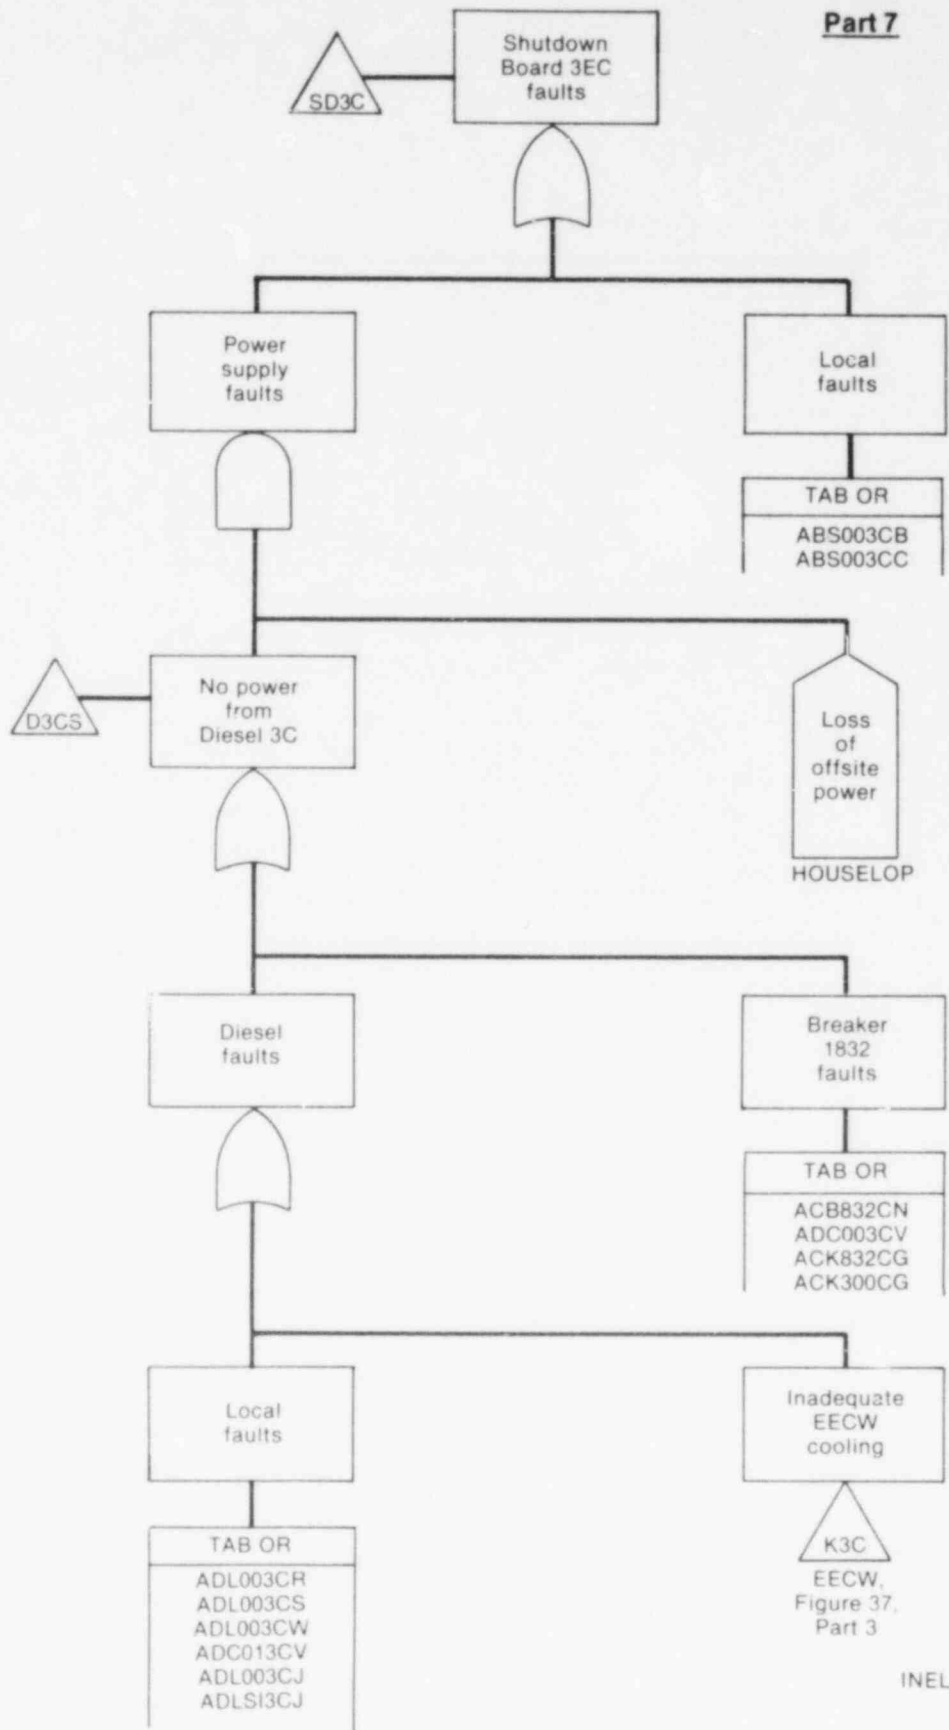 Part 7
Shutdown
Board 3EC
faults
SD3C
Power
supply
faults
Local
faults
TAB OR
ABS003CB
ABS003CC
D3CS
No power
from
Diesel 3C
Loss
of
offsite
power
HOUSELOP
Diesel
faults
Breaker
1832
faults
TAB OR
ACB832CN
ADC003CV
ACK832CG
ACK300CG
Local
faults
Inadequate
EECW
cooling
TAB OR
ADL003CR
ADL003CS
ADL003CW
ADC013CV
ADL003CJ
ADLSI3CJ
K3C
EECW,
Figure 37,
Part 3
INEL